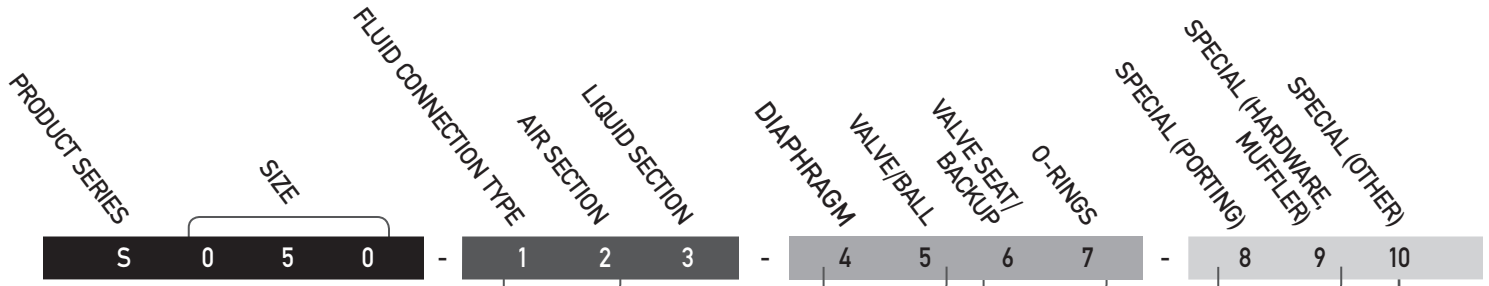 PRODUCT SERIES
SIZE
FLUID CONNECTION TYPE
AIR SECTION
LIQUID SECTION
DIAPHRAGM
VALVE/BALL
VALVE SEAT/
BACKUP
O-RINGS
SPECIAL (PORTING)
SPECIAL (HARDWARE,
MUFFLER)
SPECIAL (OTHER)
S 0 5 0 - 1 2 3 - 4 5 6 7 - 8 9 10